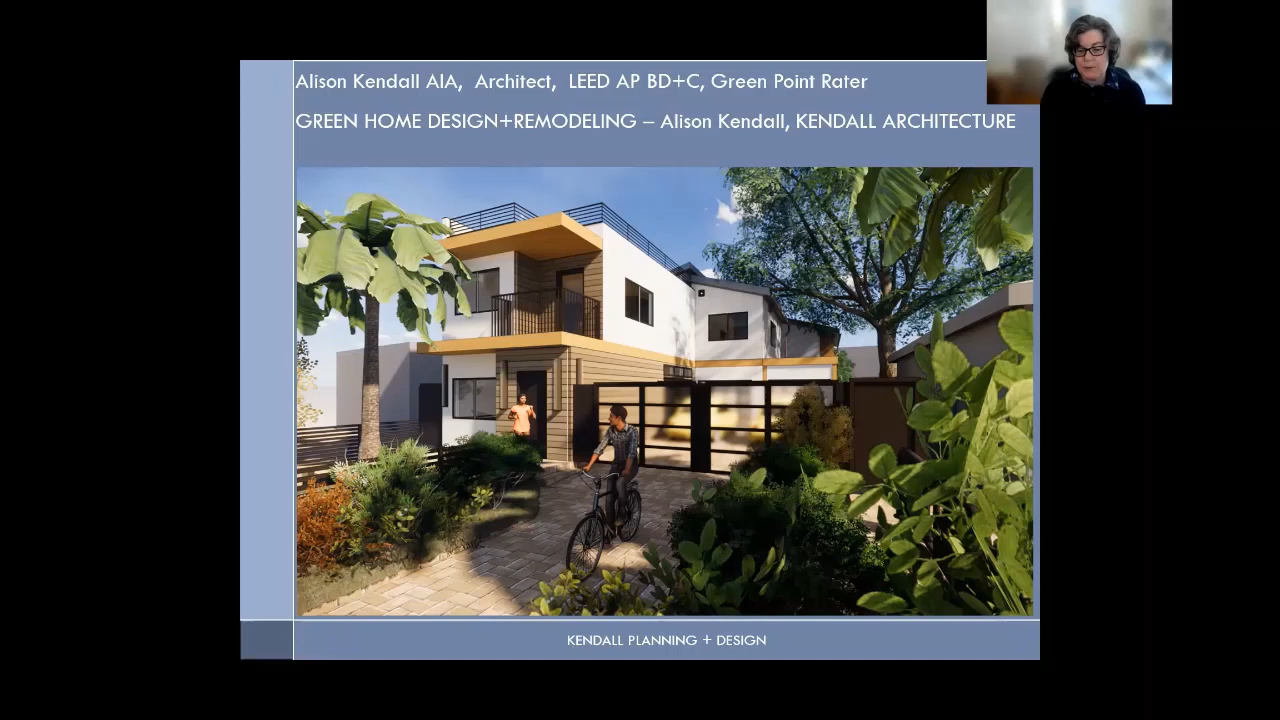 Alison Kendall AIA, Architect, LEED AP BD+C, Green Point Rater
GREEN HOME DESIGN+REMODELING – Alison Kendall, KENDALL ARCHITECTURE
KENDALL PLANNING + DESIGN